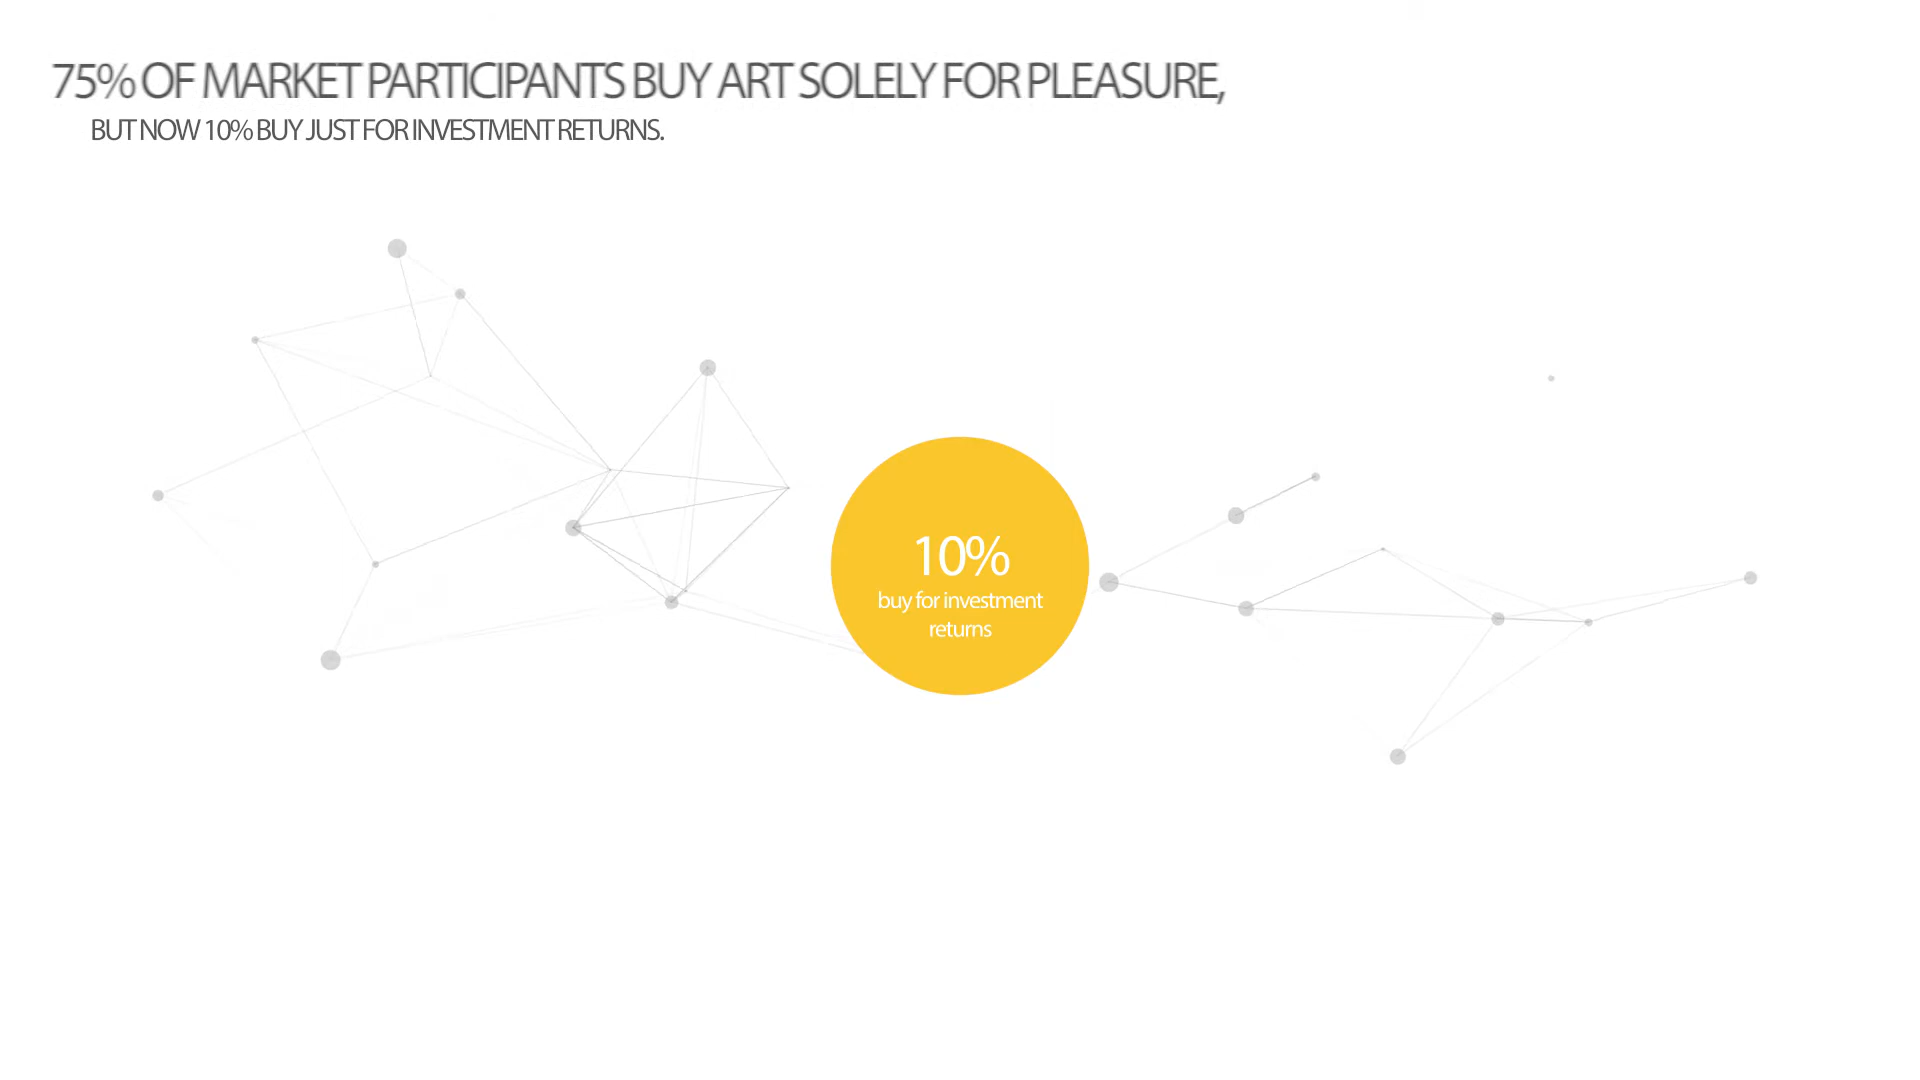 75% OF MARKET PARTICIPANTS BUY ART SOLELY FOR PLEASURE,
BUT NOW 10% BUY JUST FOR INVESTMENT RETURNS.
10%
buy for investment
returns